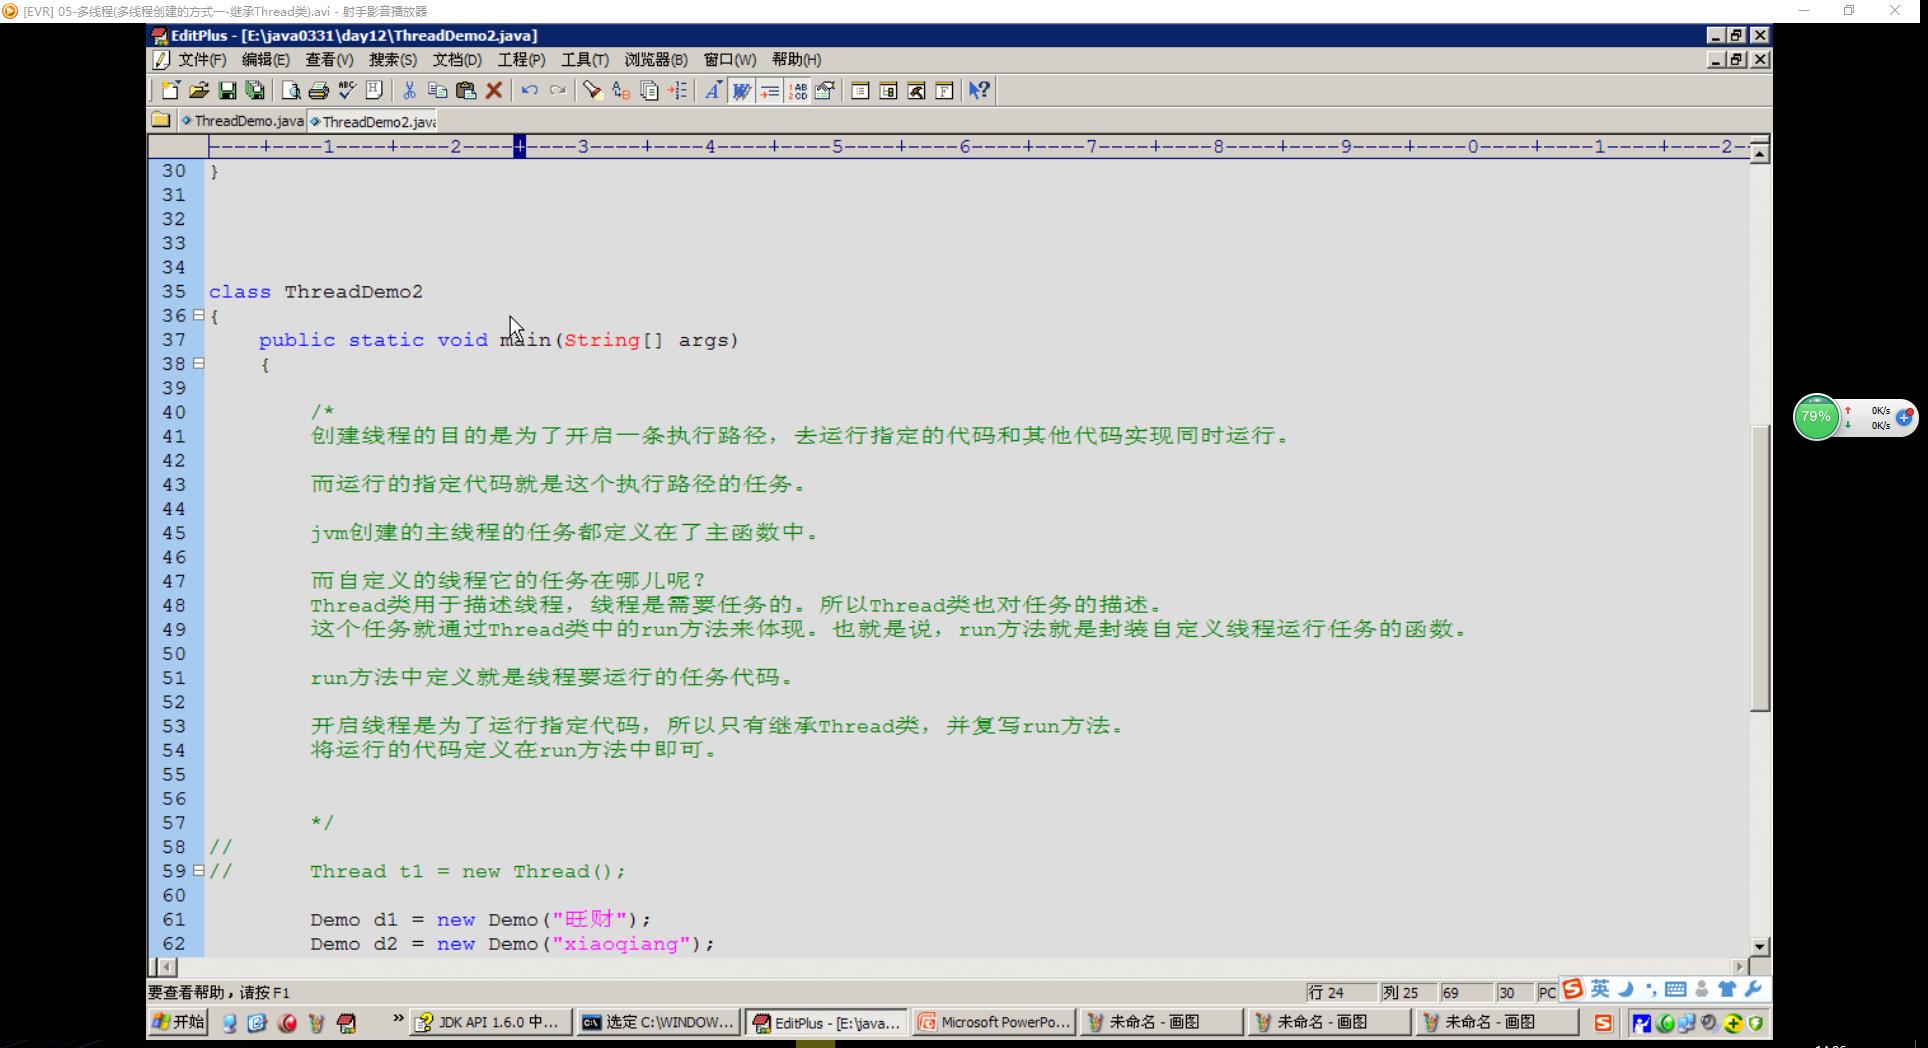 [EVR] 05-多线程(多线程创建的方式一-继承Thread类).avi - 射手影音播放器
EditPlus - [E:\java0331\day12\ThreadDemo2.java]
文件(F) 编辑(E) 查看(V) 搜索(S) 文档(D) 工程(P) 工具(T) 浏览器(B) 窗口(W) 帮助(H)
ThreadDemo.java ThreadDemo2.java
----+----1----+----2----+----3----+----4----+----5----+----6----+----7----+----8----+----9----+----0----+----1----+----2--
30 }
31
32
33
34
35 class ThreadDemo2
36 {
37 public static void main(String[] args)
38 {
39
40 /*
41 创建线程的目的是为了开启一条执行路径，去运行指定的代码和其他代码实现同时运行。
42
43 而运行的指定代码就是这个执行路径的任务。
44
45 jvm创建的主线程的任务都定义在了主函数中。
46
47 而自定义的线程它的任务在哪儿呢？
48 Thread类用于描述线程，线程是需要任务的。所以Thread类也对任务的描述。
49 这个任务就通过Thread类中的run方法来体现。也就是说，run方法就是封装自定义线程运行任务的函数。
50
51 run方法中定义就是线程要运行的任务代码。
52
53 开启线程是为了运行指定代码，所以只有继承Thread类，并复写run方法。
54 将运行的代码定义在run方法中即可。
55
56
57 */
58 //
59 // Thread t1 = new Thread();
60
61 Demo d1 = new Demo("旺财");
62 Demo d2 = new Demo("xiaoqiang");
79% 0K/s
0K/s
要查看帮助，请按 F1 行 24 列 25 69 30 PC 英
开始 » JDK API 1.6.0 中... 选定 C:\WINDOW... EditPlus - [E:\java... Microsoft PowerPo... 未命名 - 画图 未命名 - 画图 未命名 - 画图